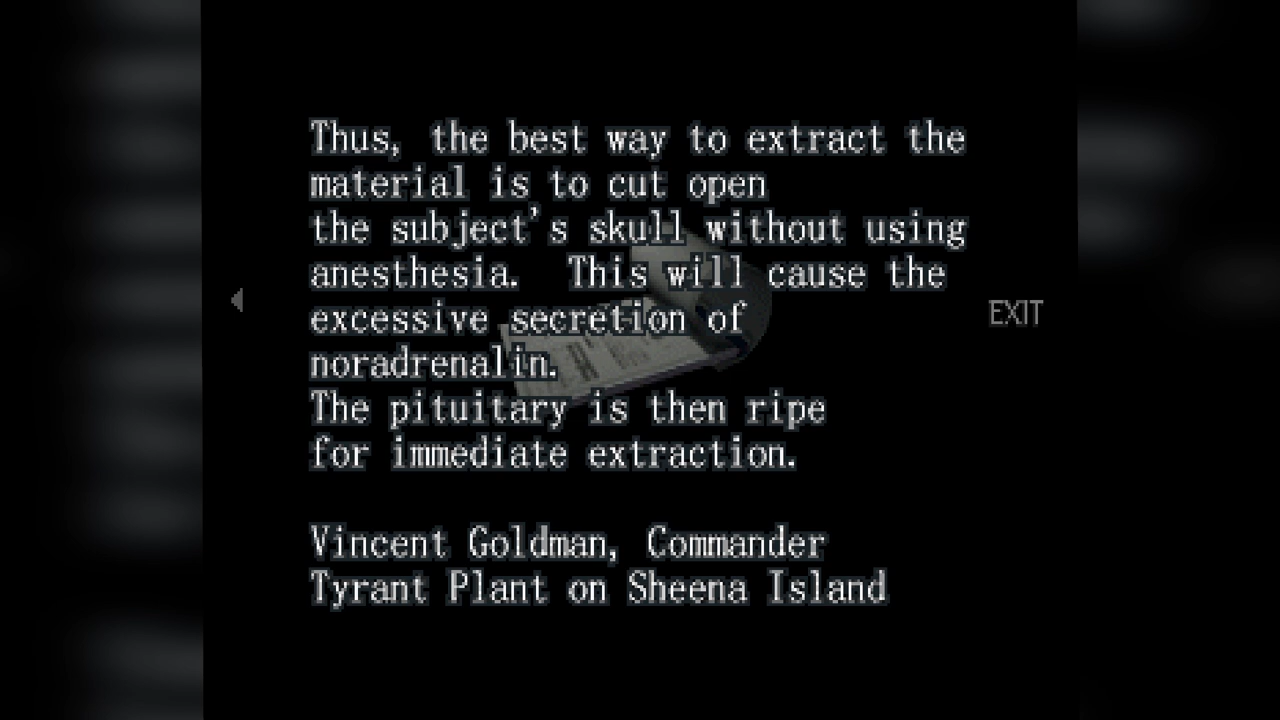 Thus, the best way to extract the
material is to cut open
the subject's skull without using
anesthesia.  This will cause the
excessive secretion of
noradrenalin.
The pituitary is then ripe
for immediate extraction.
EXIT
Vincent Goldman, Commander
Tyrant Plant on Sheena Island